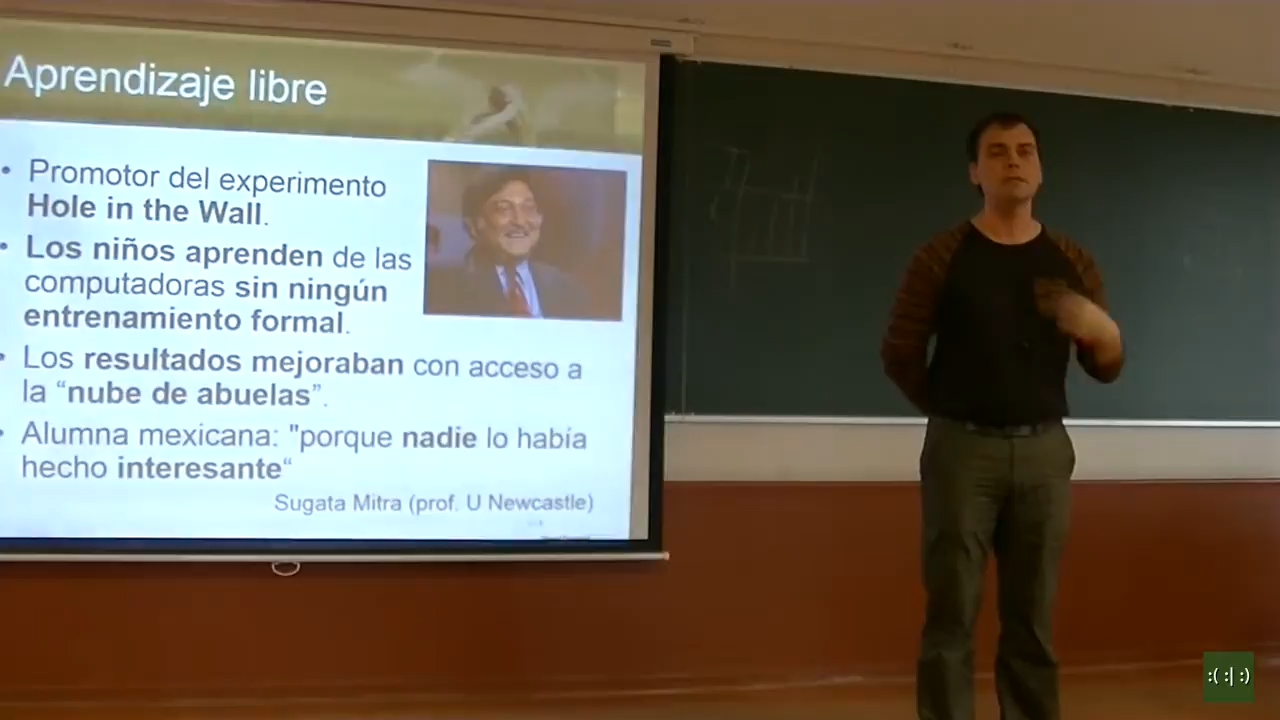 Aprendizaje libre
• Promotor del experimento
Hole in the Wall.
• Los niños aprenden de las
computadoras sin ningún
entrenamiento formal.
• Los resultados mejoraban con acceso a
la “nube de abuelas”.
• Alumna mexicana: "porque nadie lo había
hecho interesante“
Sugata Mitra (prof. U Newcastle)
:( :| :)